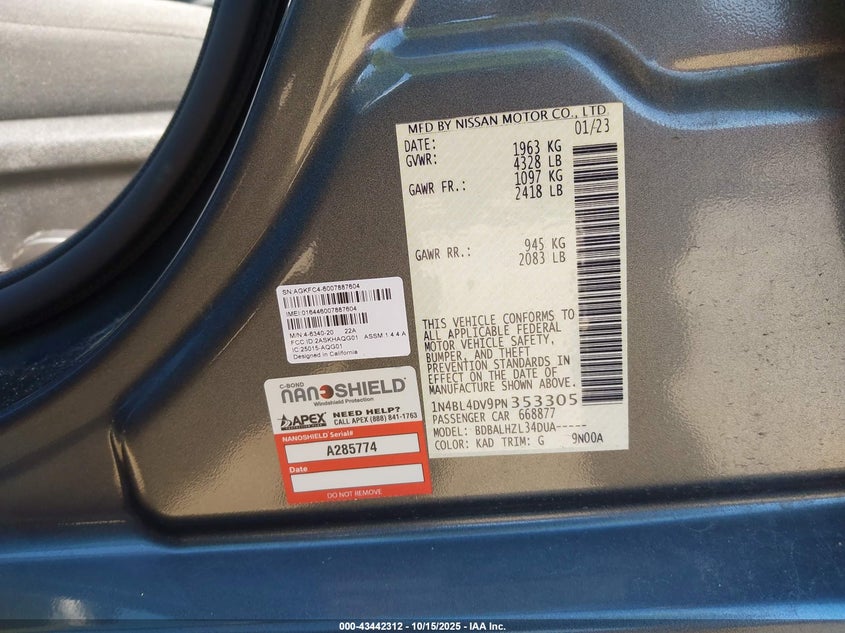 MFD BY NISSAN MOTOR CO., LTD.
01/23
DATE:
GVWR:
1963 KG
4328 LB
GAWR FR.:
1097 KG
2418 LB
GAWR RR.:
945 KG
2083 LB
THIS VEHICLE CONFORMS TO
ALL APPLICABLE FEDERAL
MOTOR VEHICLE SAFETY,
BUMPER, AND THEFT
PREVENTION STANDARDS IN
EFFECT ON THE DATE OF
MANUFACTURE SHOWN ABOVE.
1N4BL4DV9PN353305
PASSENGER CAR 668877
MODEL: BDBALHZL34DUA-----
COLOR: KAD TRIM: G 9N00A
SN:AGKFC4-6007887604
IMEI:016446007887604
M/N:4-6340-20 22A
FCC ID:2ASKHAQG01 ASSM 1 4 4 A
IC:25015-AQG01
Designed in California
C-BOND
NANOSHIELD
Windshield Protection
APEX
NEED HELP?
CALL APEX (888) 841-1763
NANOSHIELD Serial#
A285774
Date
DO NOT REMOVE
000-43442312 - 10/15/2025 - IAA Inc.